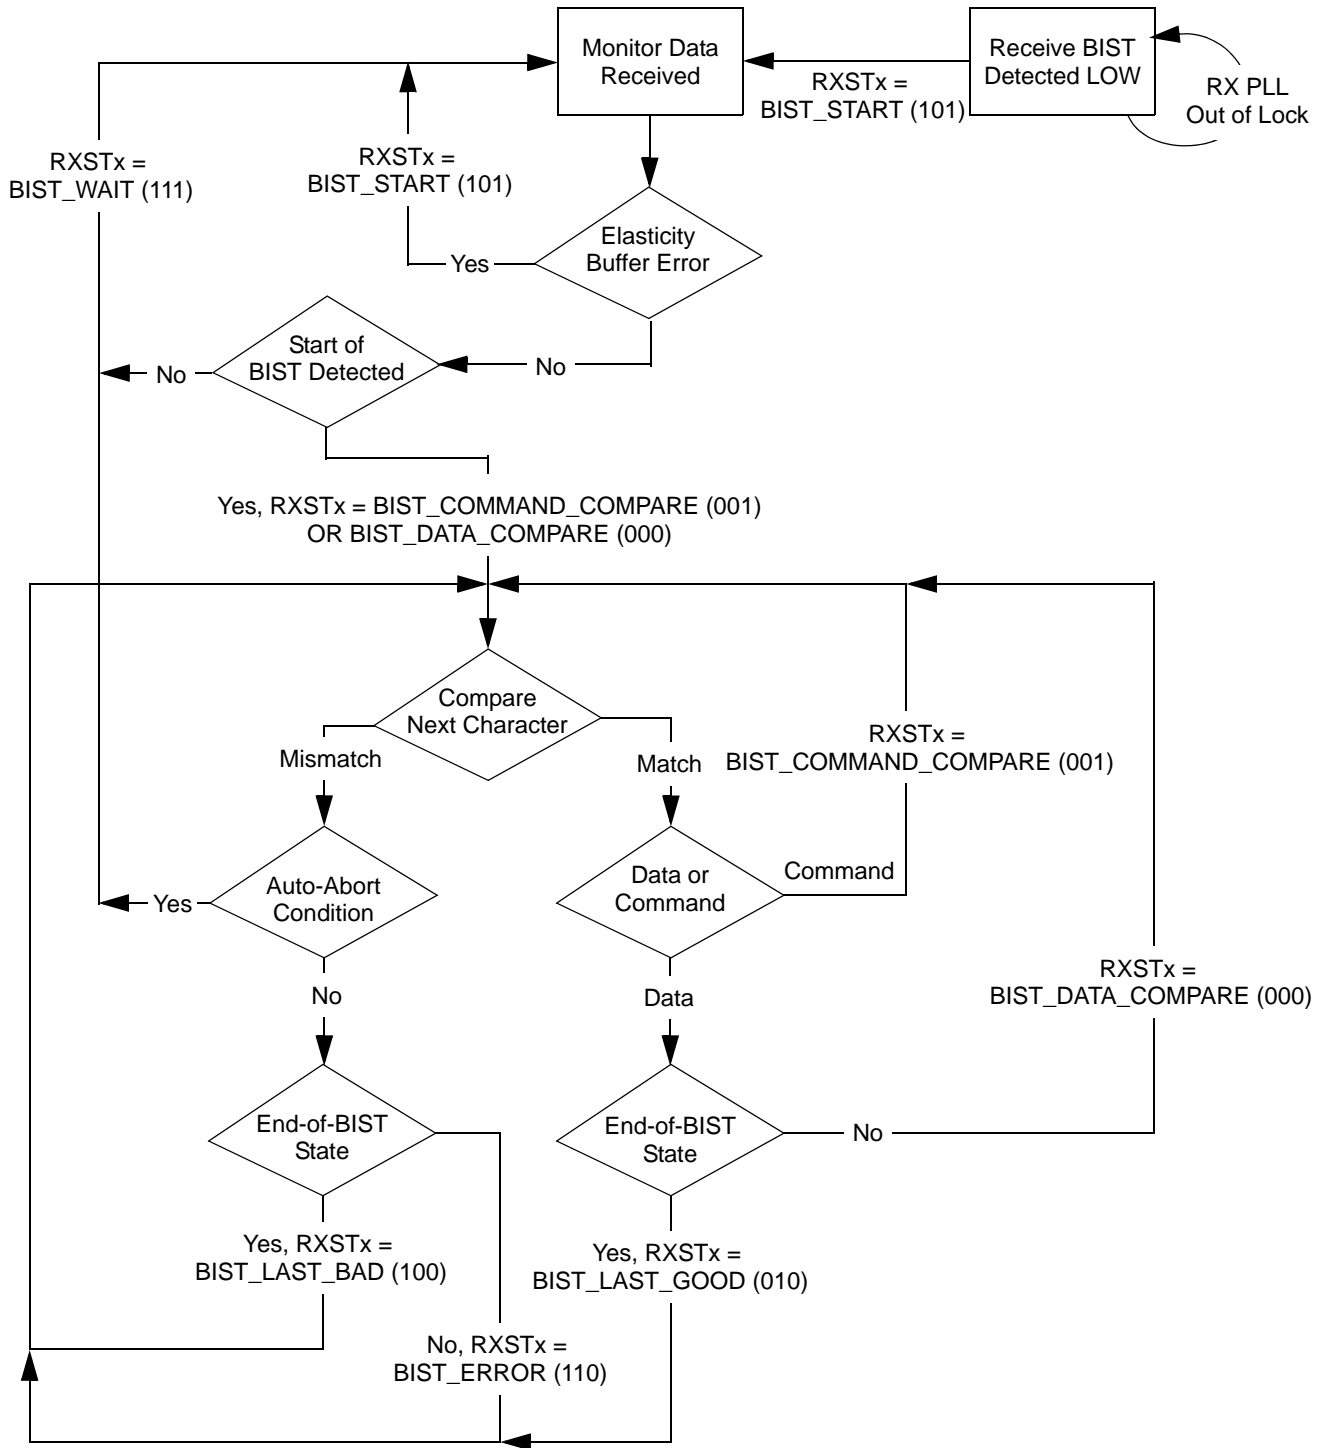 Monitor Data
Received
Receive BIST
Detected LOW
RX PLL
Out of Lock
RXSTx =
BIST_START (101)
RXSTx =
BIST_WAIT (111)
RXSTx =
BIST_START (101)
Elasticity
Buffer Error
Yes
Start of
BIST Detected
No
No
Yes, RXSTx = BIST_COMMAND_COMPARE (001)
OR BIST_DATA_COMPARE (000)
Compare
Next Character
Mismatch
Match
RXSTx =
BIST_COMMAND_COMPARE (001)
Auto-Abort
Condition
Yes
Data or
Command
Command
No
Data
RXSTx =
BIST_DATA_COMPARE (000)
End-of-BIST
State
End-of-BIST
State
No
Yes, RXSTx =
BIST_LAST_BAD (100)
Yes, RXSTx =
BIST_LAST_GOOD (010)
No, RXSTx =
BIST_ERROR (110)